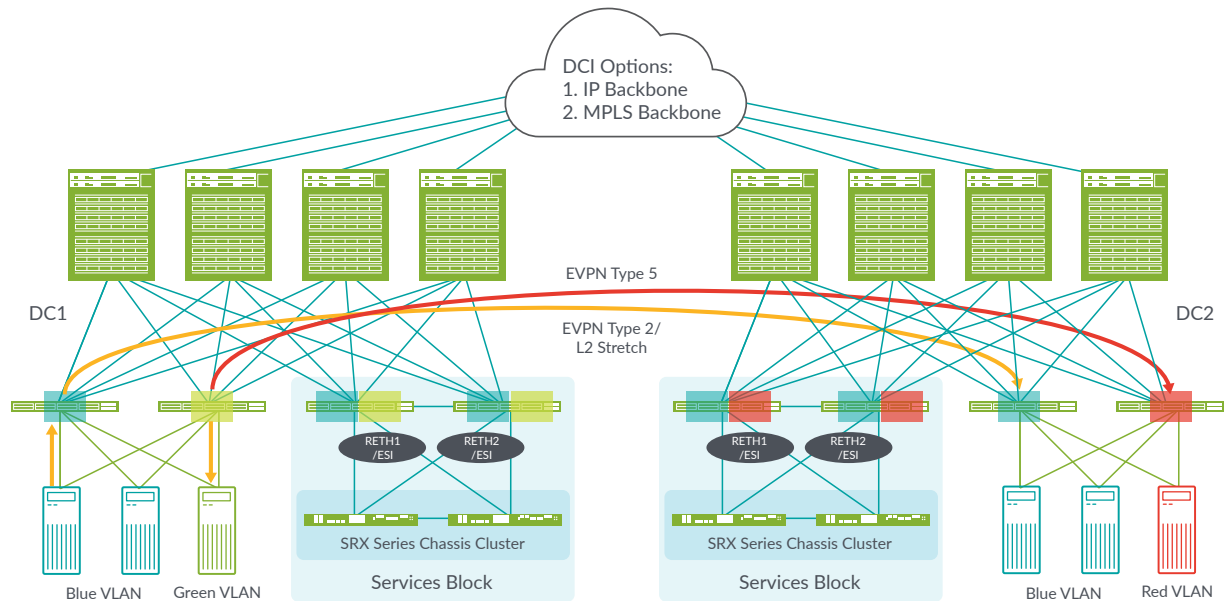 DCI Options:
1. IP Backbone
2. MPLS Backbone
EVPN Type 5
DC1
DC2
EVPN Type 2/
L2 Stretch
RETH1
/ESI
RETH2
/ESI
RETH1
/ESI
RETH2
/ESI
SRX Series Chassis Cluster
SRX Series Chassis Cluster
Services Block
Services Block
Blue VLAN
Green VLAN
Blue VLAN
Red VLAN